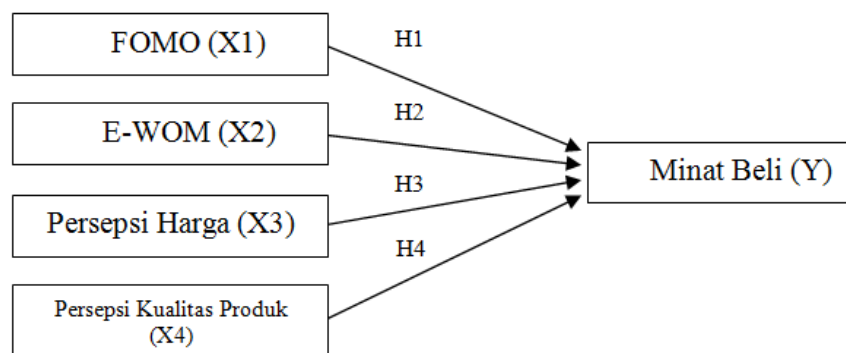 FOMO (X1)
H1
E-WOM (X2)
H2
Minat Beli (Y)
Persepsi Harga (X3)
H3
Persepsi Kualitas Produk
(X4)
H4